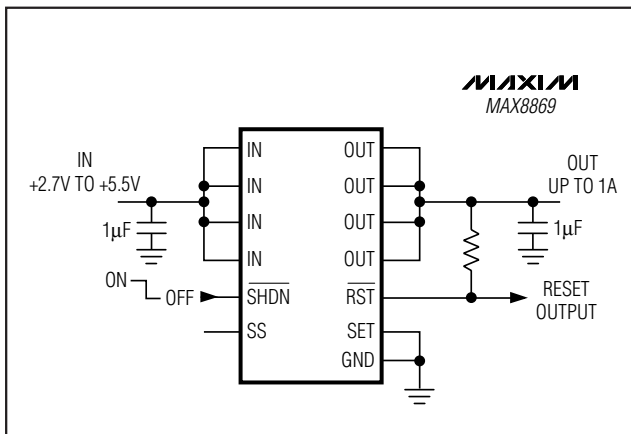 MAXIM
MAX8869
IN
+2.7V TO +5.5V
1μF
ON
OFF
IN
IN
IN
IN
SHDN
SS
OUT
OUT
OUT
OUT
RST
SET
GND
OUT
UP TO 1A
1μF
RESET
OUTPUT